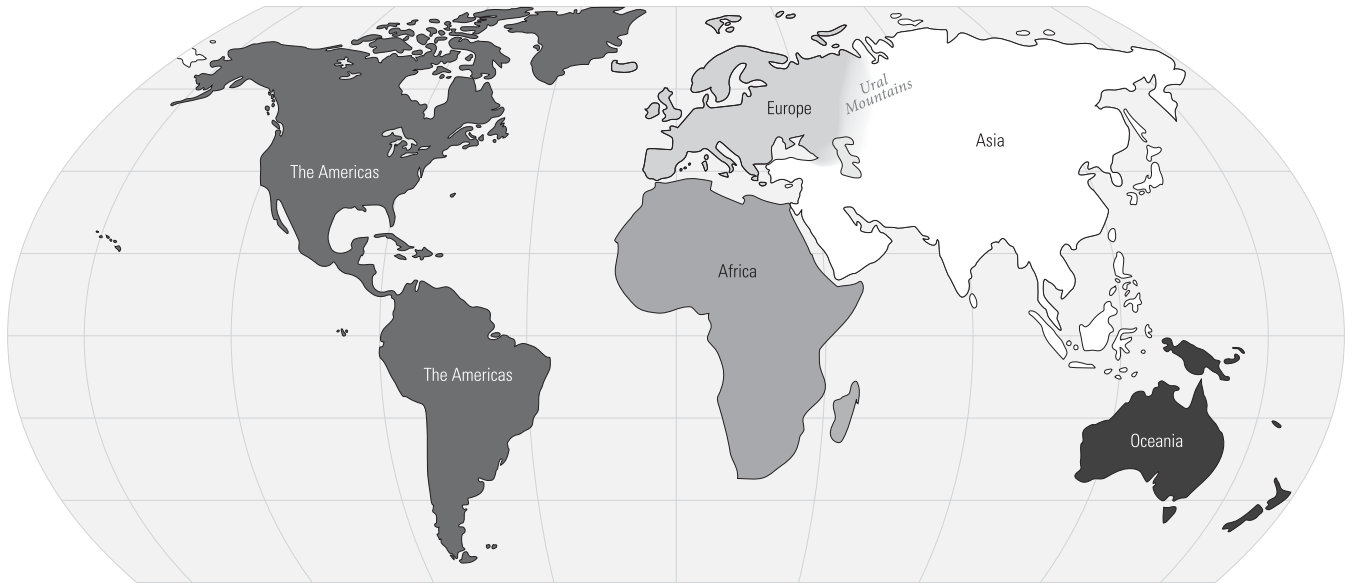 Ural
Mountains
Europe
Asia
The Americas
Africa
The Americas
Oceania